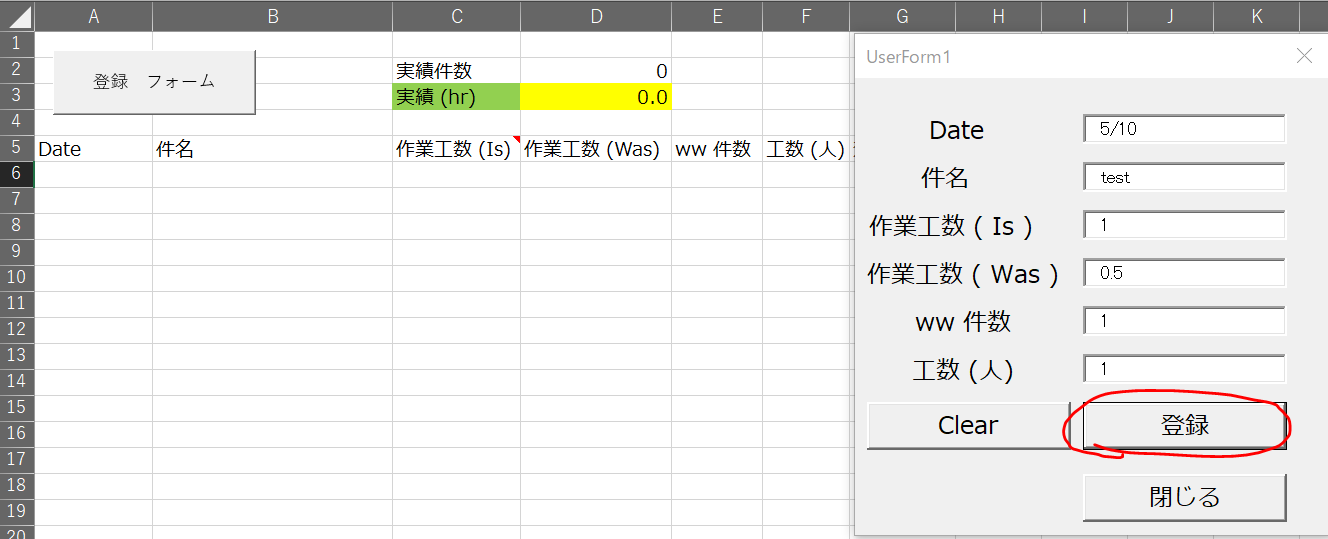 A B C D E F G H I J K
1
登録　フォーム
UserForm1
2 実績件数 0
3 実績 (hr) 0.0
4
5 Date 件名 作業工数 (Is) 作業工数 (Was) ww 件数 工数 (人)
6
7
8
9
10
11
12
13
14
15
16
17
18
19
20
Date 5/10
件名 test
作業工数 ( Is ) 1
作業工数 ( Was ) 0.5
ww 件数 1
工数 (人) 1
Clear 登録
閉じる